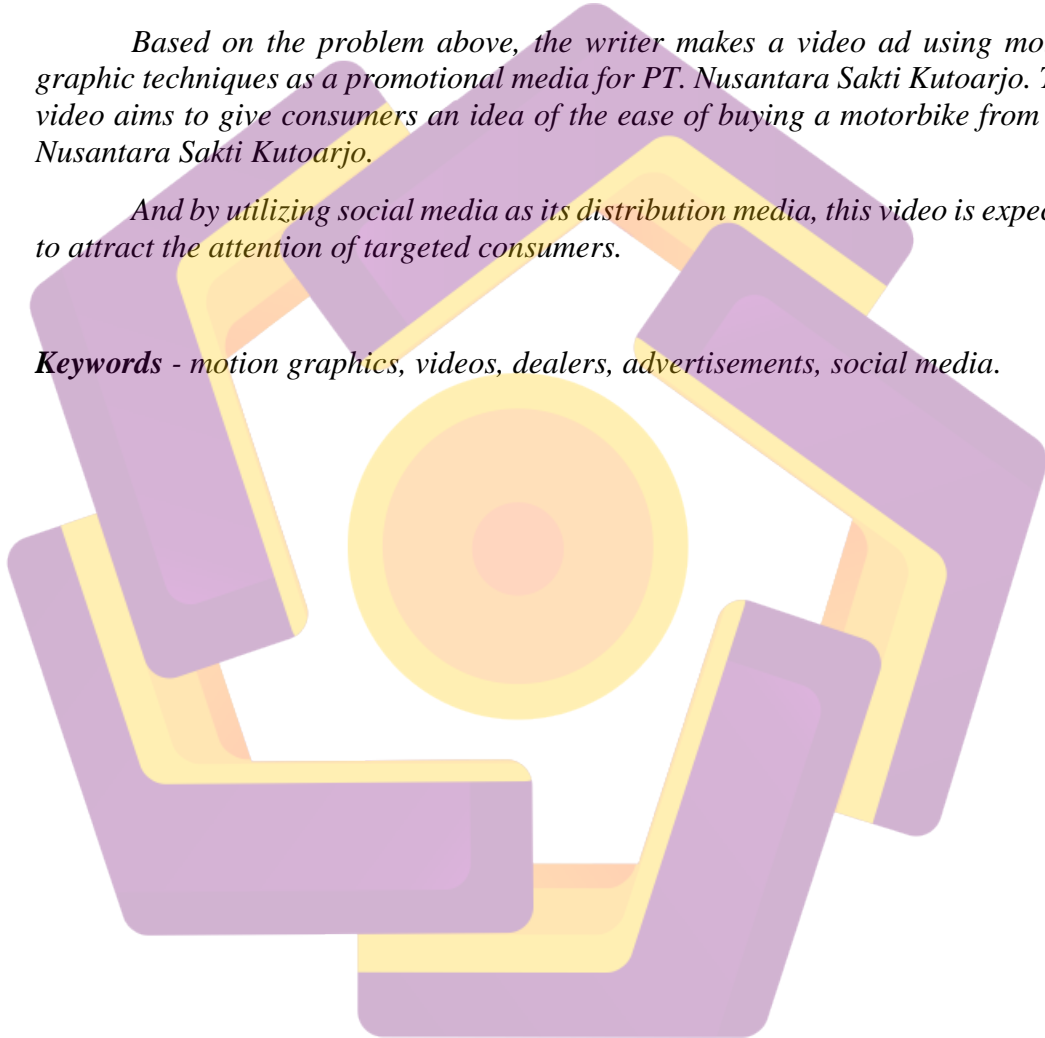 Based on the problem above, the writer makes a video ad using mo
graphic techniques as a promotional media for PT. Nusantara Sakti Kutoarjo. T
video aims to give consumers an idea of the ease of buying a motorbike from
Nusantara Sakti Kutoarjo.
And by utilizing social media as its distribution media, this video is expec
to attract the attention of targeted consumers.
Keywords - motion graphics, videos, dealers, advertisements, social media.